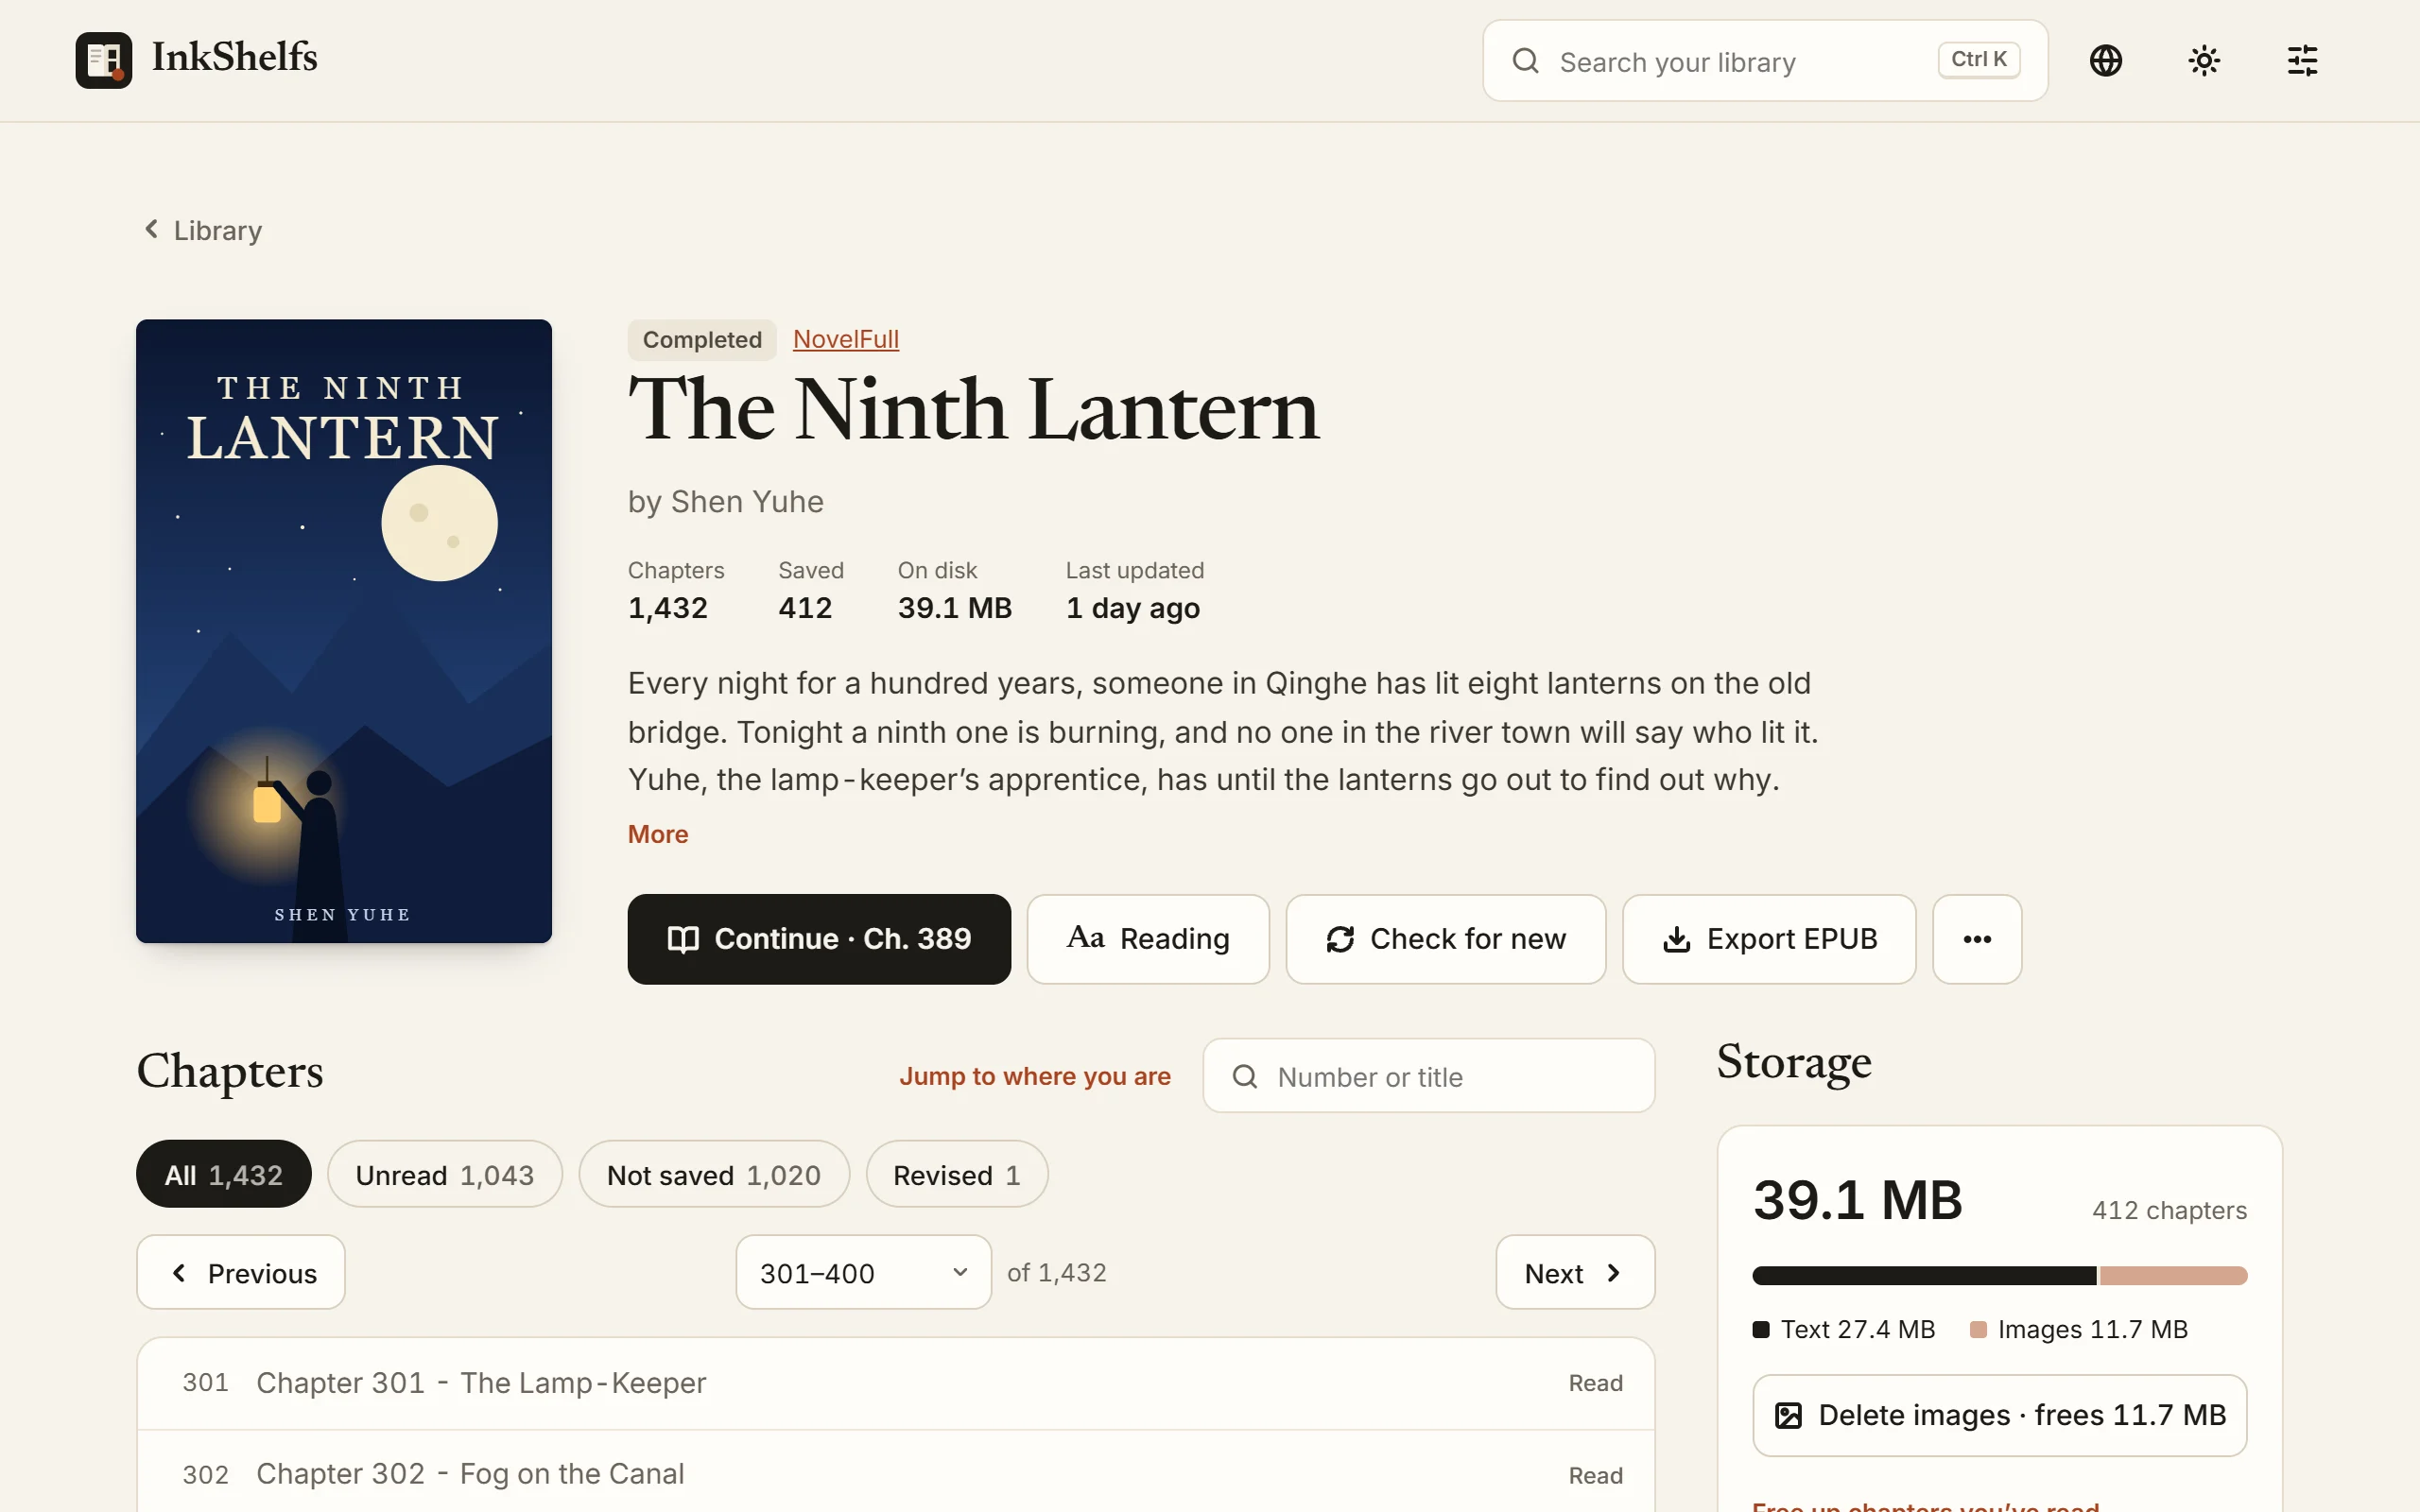 InkShelfs
Search your library
Ctrl K
Library
THE NINTH
LANTERN
SHEN YUHE
Completed NovelFull
The Ninth Lantern
by Shen Yuhe
Chapters Saved On disk Last updated
1,432 412 39.1 MB 1 day ago
Every night for a hundred years, someone in Qinghe has lit eight lanterns on the old
bridge. Tonight a ninth one is burning, and no one in the river town will say who lit it.
Yuhe, the lamp-keeper’s apprentice, has until the lanterns go out to find out why.
More
Continue · Ch. 389
Aa Reading
Check for new
Export EPUB
Chapters
Jump to where you are
Number or title
All 1,432
Unread 1,043
Not saved 1,020
Revised 1
Previous
301–400
of 1,432
Next
301 Chapter 301 - The Lamp-Keeper Read
302 Chapter 302 - Fog on the Canal Read
Storage
39.1 MB
412 chapters
Text 27.4 MB
Images 11.7 MB
Delete images · frees 11.7 MB
Free up chapters you’ve read